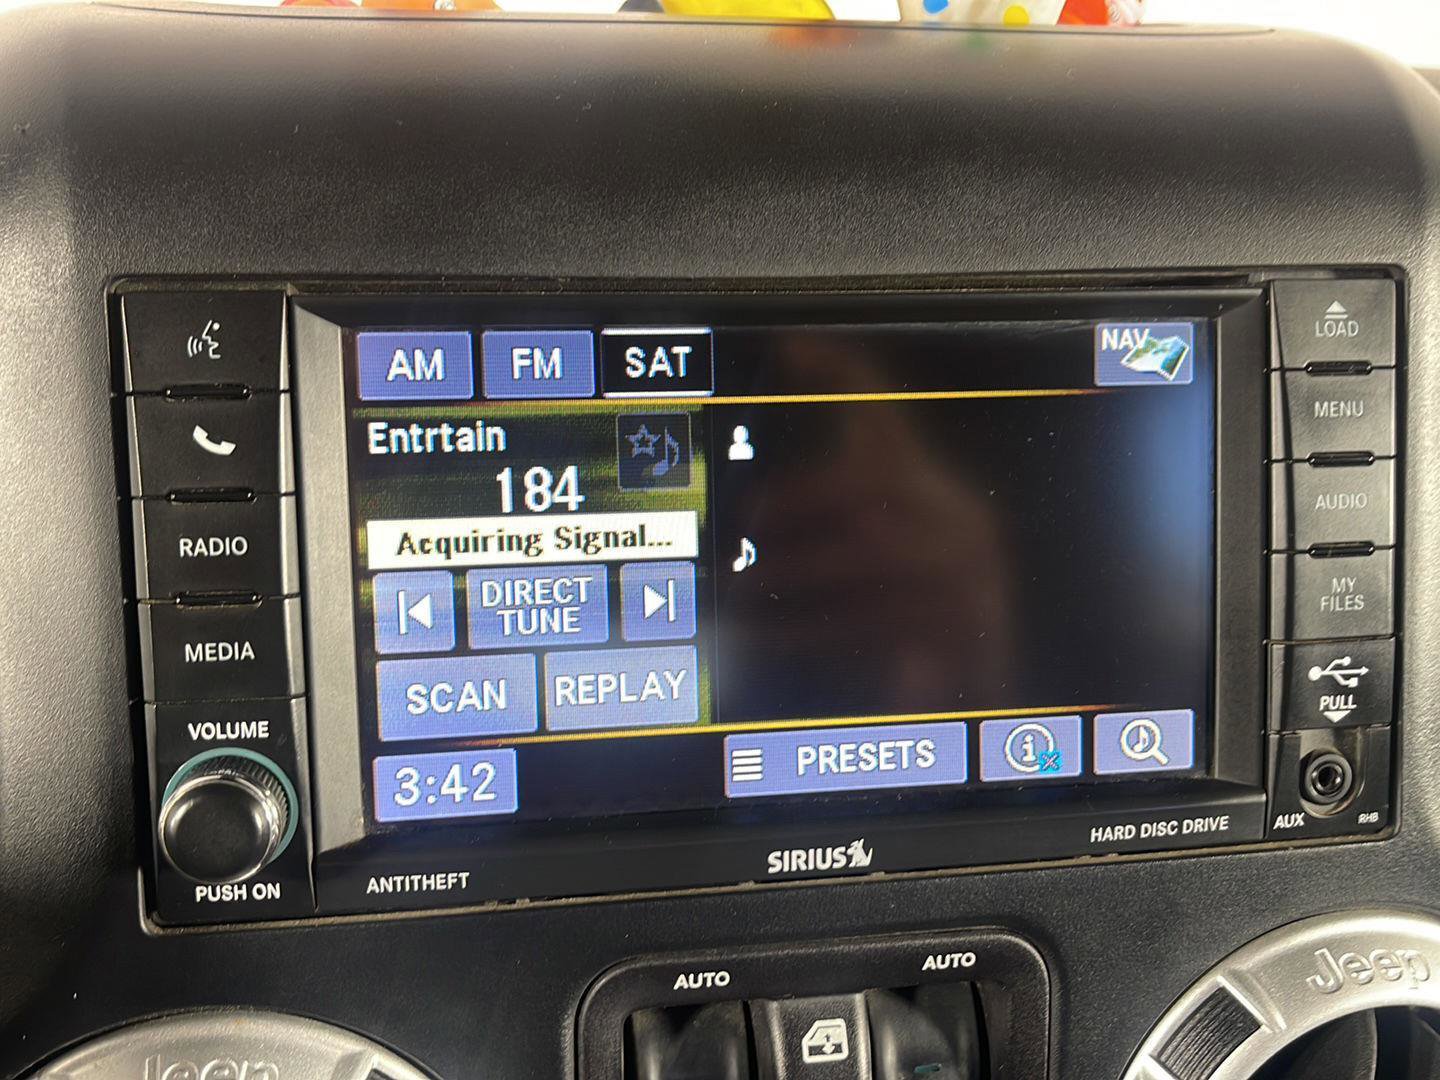 AM
FM
SAT
NAV
Entrtain
184
Acquiring Signal...
DIRECT
TUNE
SCAN
REPLAY
3:42
PRESETS
RADIO
MEDIA
VOLUME
PUSH ON
LOAD
MENU
AUDIO
MY
FILES
PULL
AUX
RHB
ANTITHEFT
SIRIUS
HARD DISC DRIVE
AUTO
AUTO
Jeep
Jeep